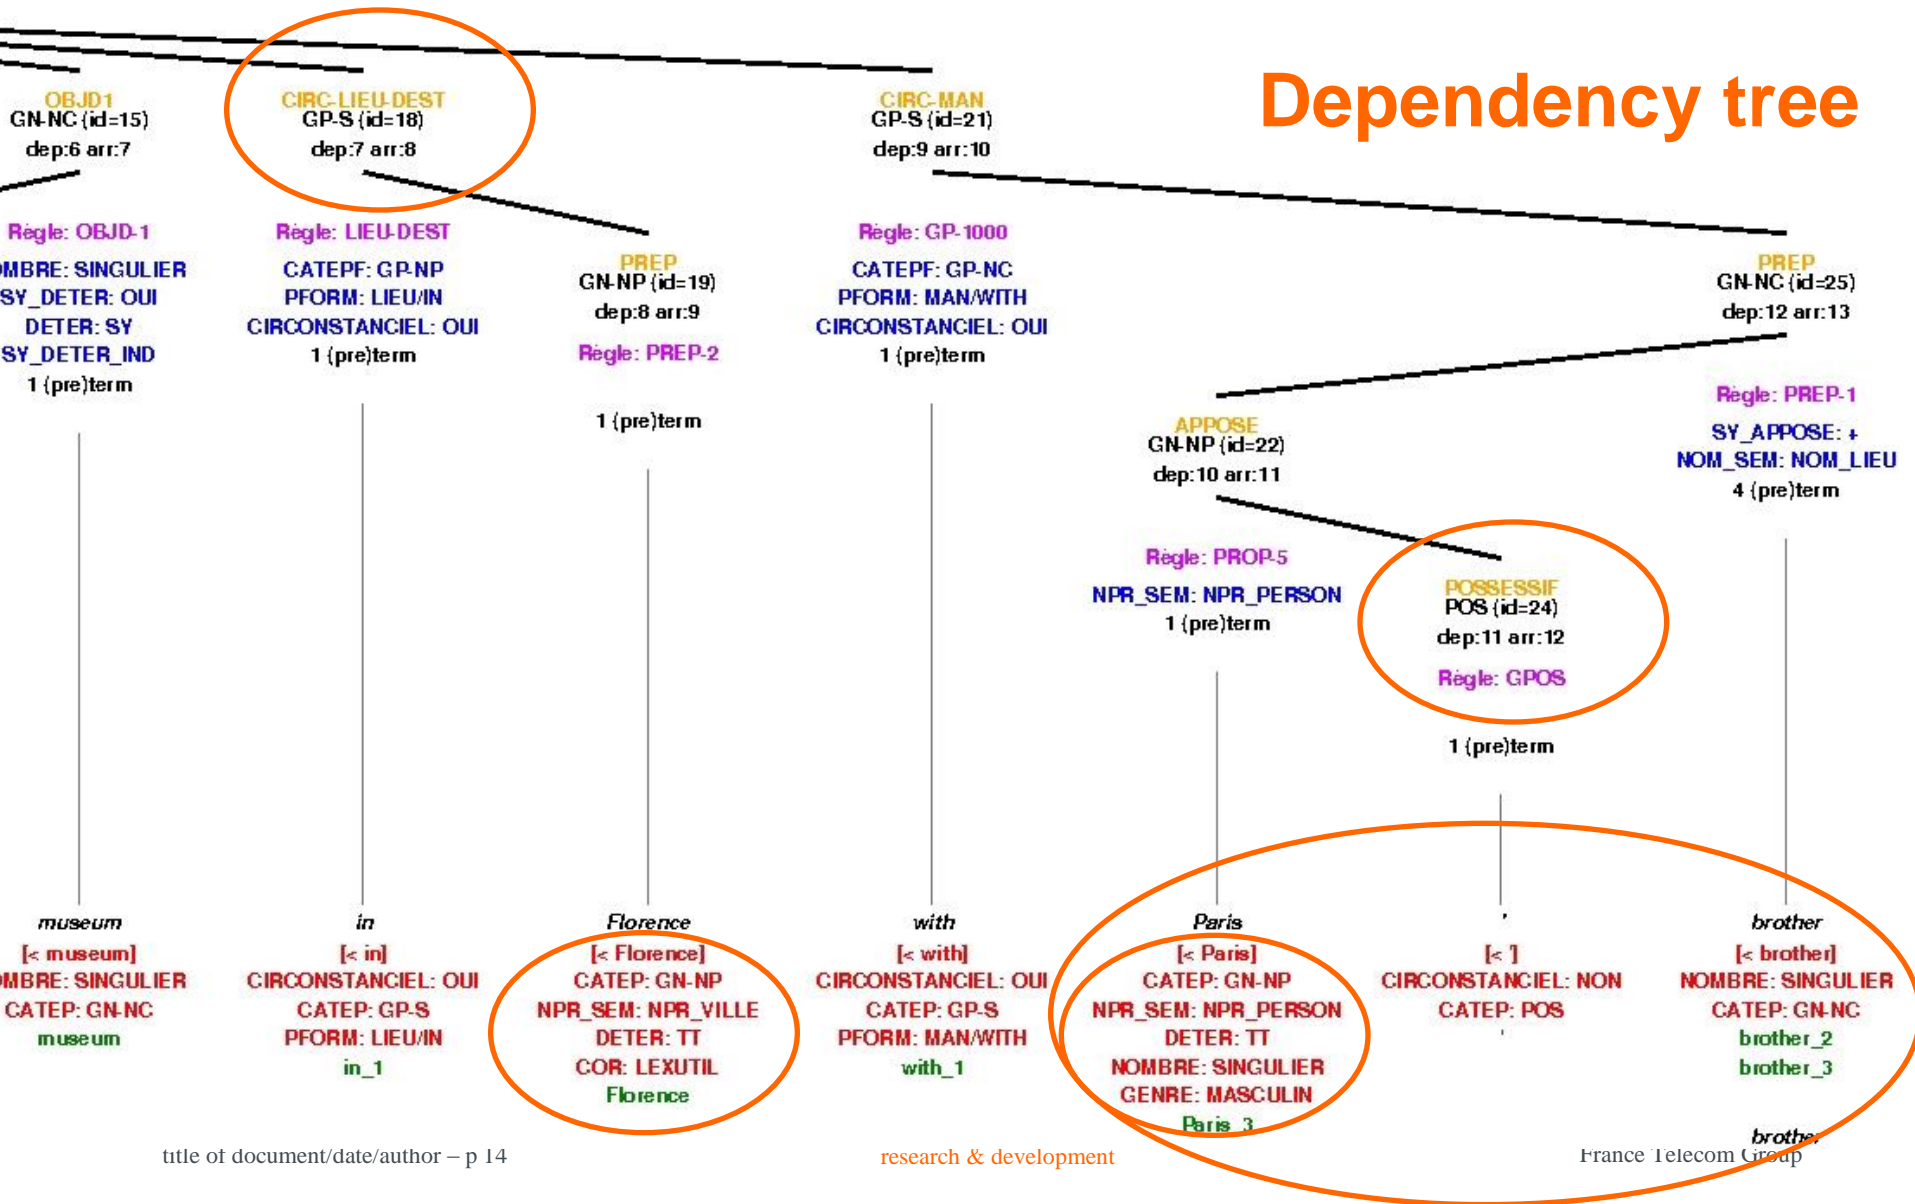 Dependency tree
OBJD1
GN-NC (id=15)
dep:6 arr:7
Règle: OBJD-1
OMBRE: SINGULIER
SY_DETER: OUI
DETER: SY
SY_DETER_IND
1 (pre)term
CIRC-LIEU-DEST
GP-S (id=18)
dep:7 arr:8
Règle: LIEU-DEST
CATEPF: GP-NP
PFORM: LIEU/IN
CIRCONSTANCIEL: OUI
1 (pre)term
PREP
GN-NP (id=19)
dep:8 arr:9
Règle: PREP-2
1 (pre)term
CIRC-MAN
GP-S (id=21)
dep:9 arr:10
Règle: GP-1000
CATEPF: GP-NC
PFORM: MAN/WITH
CIRCONSTANCIEL: OUI
1 (pre)term
PREP
GN-NC (id=25)
dep:12 arr:13
Règle: PREP-1
SY_APPOSE: +
NOM_SEM: NOM_LIEU
4 (pre)term
APPOSE
GN-NP (id=22)
dep:10 arr:11
Règle: PROP-5
NPR_SEM: NPR_PERSON
1 (pre)term
POSSESSIF
POS (id=24)
dep:11 arr:12
Règle: GPOS
1 (pre)term
museum
[< museum]
OMBRE: SINGULIER
CATEP: GN-NC
museum
in
[< in]
CIRCONSTANCIEL: OUI
CATEP: GP-S
PFORM: LIEU/IN
in_1
Florence
[< Florence]
CATEP: GN-NP
NPR_SEM: NPR_VILLE
DETER: TT
COR: LEXUTIL
Florence
with
[< with]
CIRCONSTANCIEL: OUI
CATEP: GP-S
PFORM: MAN/WITH
with_1
Paris
[< Paris]
CATEP: GN-NP
NPR_SEM: NPR_PERSON
DETER: TT
NOMBRE: SINGULIER
GENRE: MASCULIN
Paris_3
'
[< ']
CIRCONSTANCIEL: NON
CATEP: POS
'
brother
[< brother]
NOMBRE: SINGULIER
CATEP: GN-NC
brother_2
brother_3
brother
title of document/date/author – p 14
research & development
France Telecom Group